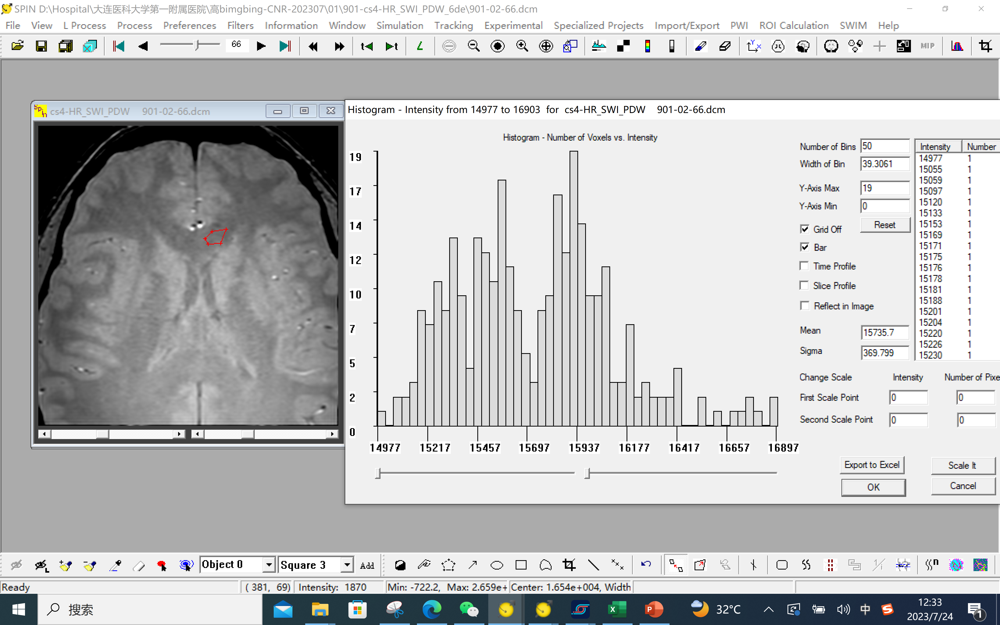 SPIN D:\Hospital\大连医科大学第一附属医院\高bimgbing-CNR-202307\01\901-cs4-HR_SWI_PDW_6de\901-02-66.dcm
File View L Process Process Preferences Filters Information Window Simulation Tracking Experimental Specialized Projects Import/Export PWI ROI Calculation SWIM Help
66 t t MIP
Spin cs4-HR_SWI_PDW 901-02-66.dcm
Histogram - Intensity from 14977 to 16903 for cs4-HR_SWI_PDW 901-02-66.dcm
Histogram - Number of Voxels vs. Intensity
19
17
14
12
10
7
5
2
0
14977 15217 15457 15697 15937 16177 16417 16657 16897
Number of Bins 50
Width of Bin 39.3061
Y-Axis Max 19
Y-Axis Min 0
Reset
Grid Off
Bar
Time Profile
Slice Profile
Reflect in Image
Mean 15735.7
Sigma 369.799
Intensity Number
14977 1
15055 1
15059 1
15097 1
15120 1
15133 1
15153 1
15169 1
15171 1
15175 1
15176 1
15178 1
15181 1
15188 1
15201 1
15204 1
15220 1
15226 1
15230 1
Change Scale Intensity Number of Pixe
First Scale Point 0 0
Second Scale Point 0 0
Export to Excel Scale It
OK Cancel
Object 0 Square 3 Add
Ready ( 381, 69) Intensity: 1870 Min: -722.2, Max: 2.659e+ Center: 1.654e+004, Width
搜索 32°C 中 12:33
2023/7/24 1